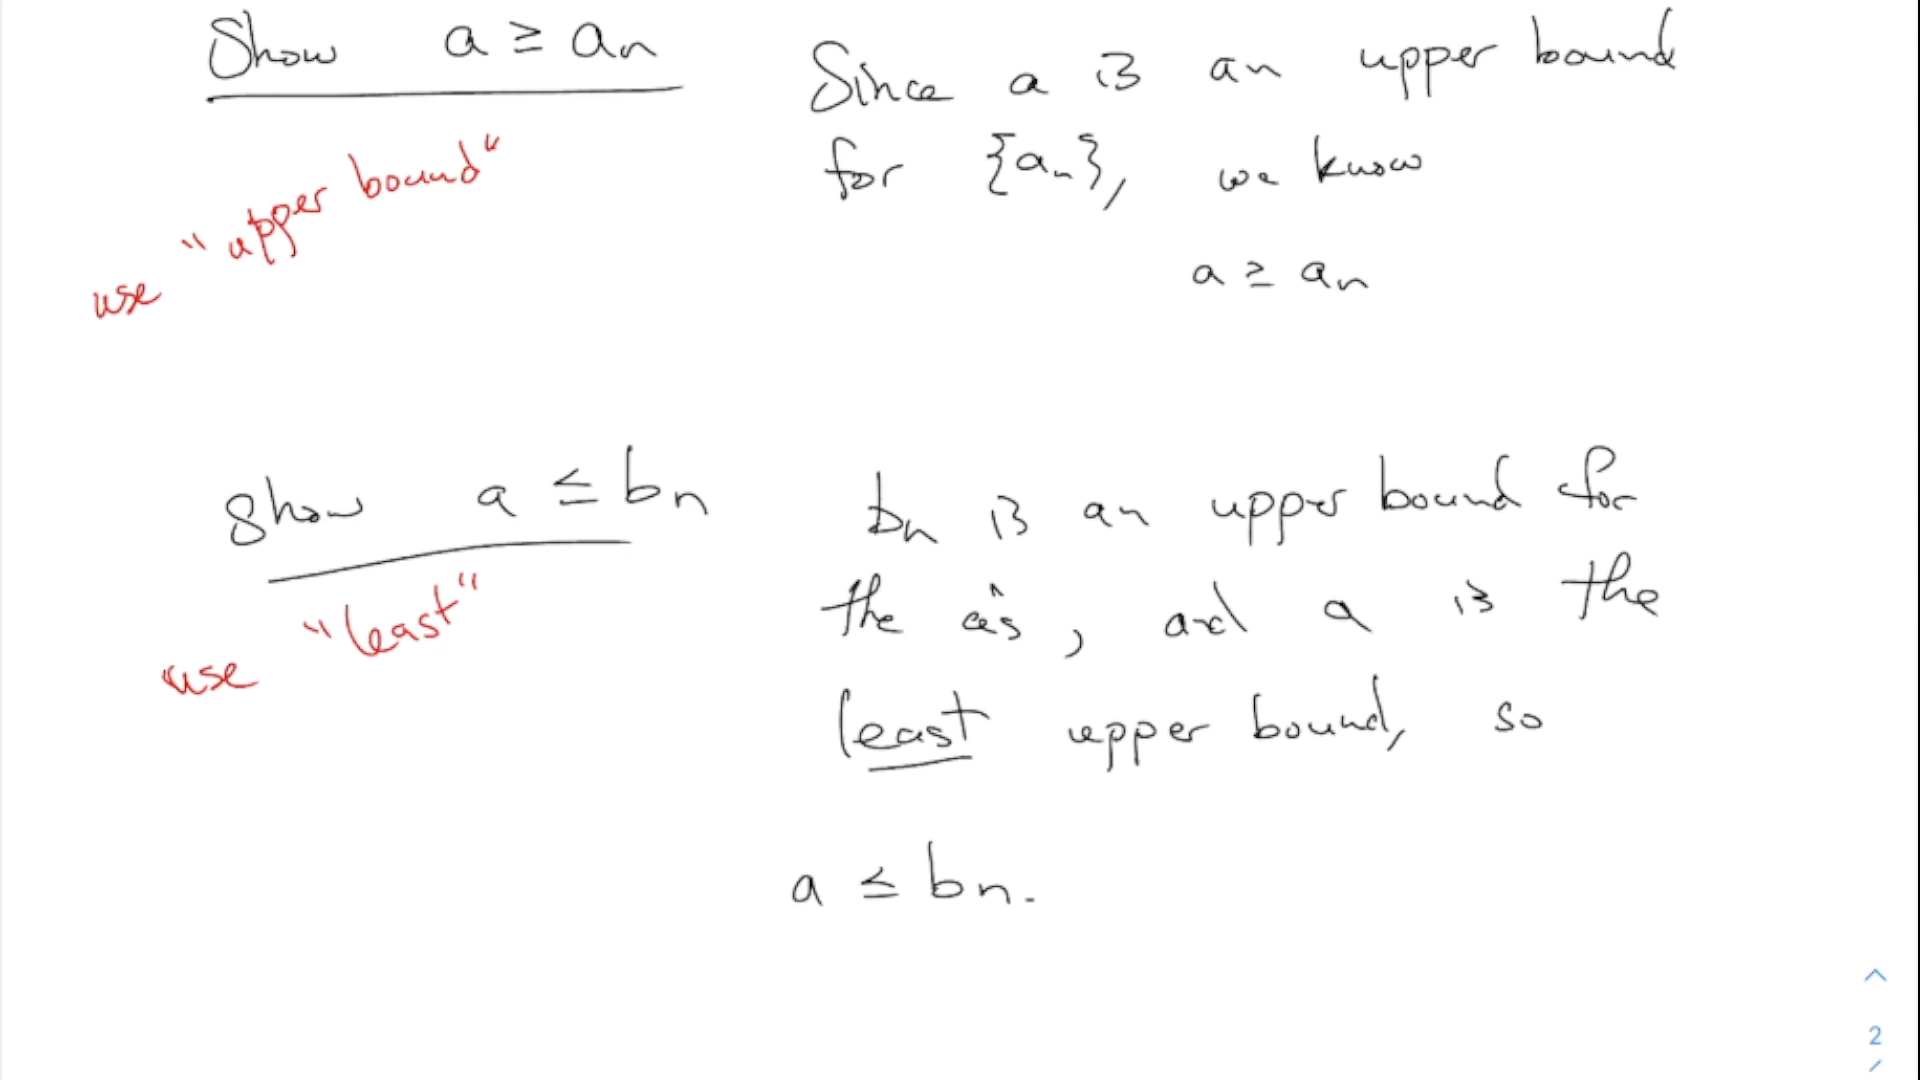 Show a ≥ aₙ
use "upper bound"
Since a is an upper bound
for {aₙ}, we know
a ≥ aₙ
Show a ≤ bₙ
use "least"
bₙ is an upper bound for
the a's, and a is the
least upper bound, so
a ≤ bₙ.
2